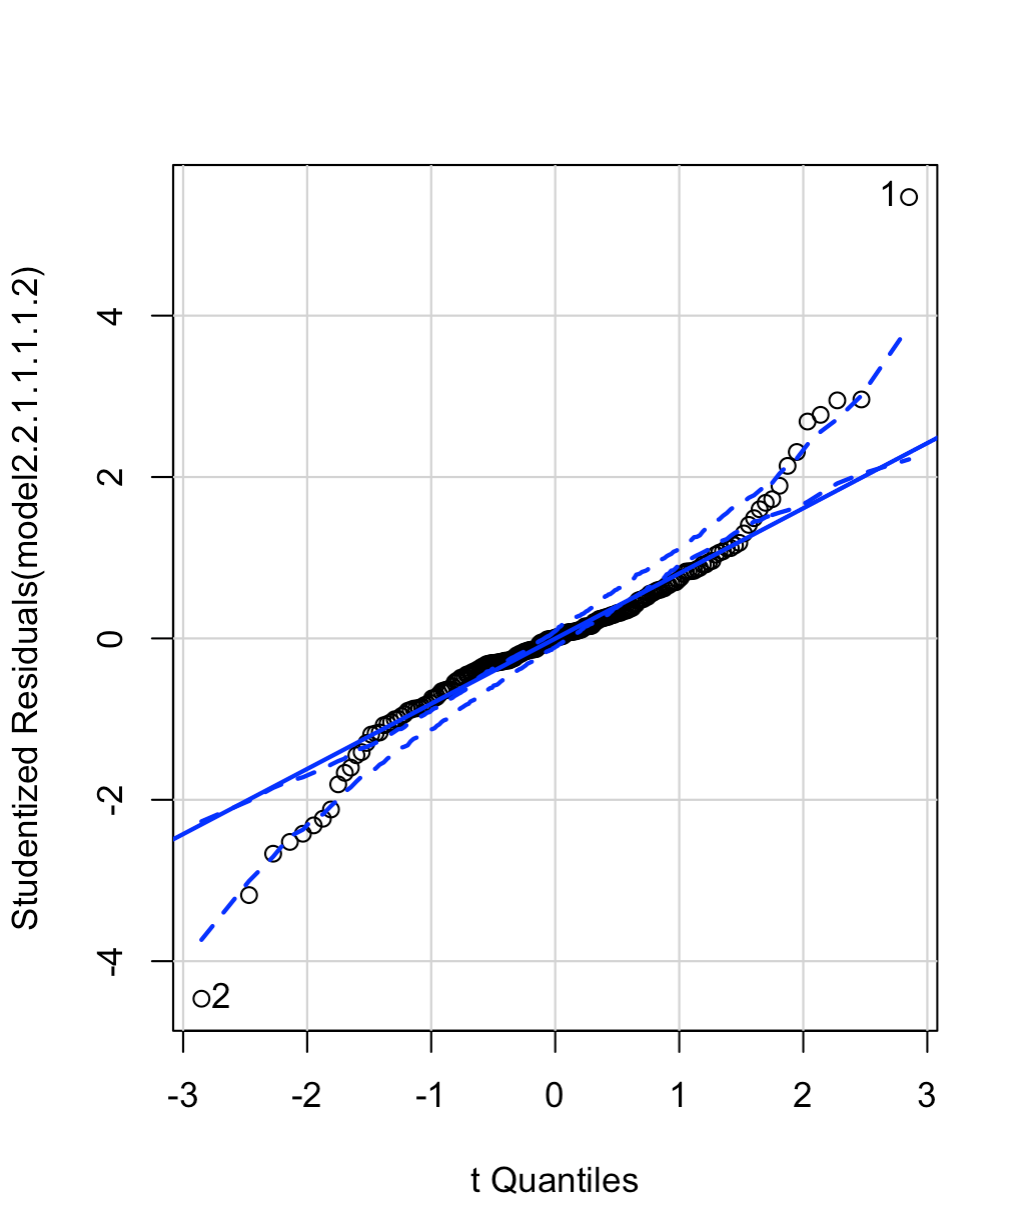 1
4
2
0
-2
-4
2
-3 -2 -1 0 1 2 3
t Quantiles
Studentized Residuals(model2.2.1.1.1.1.2)